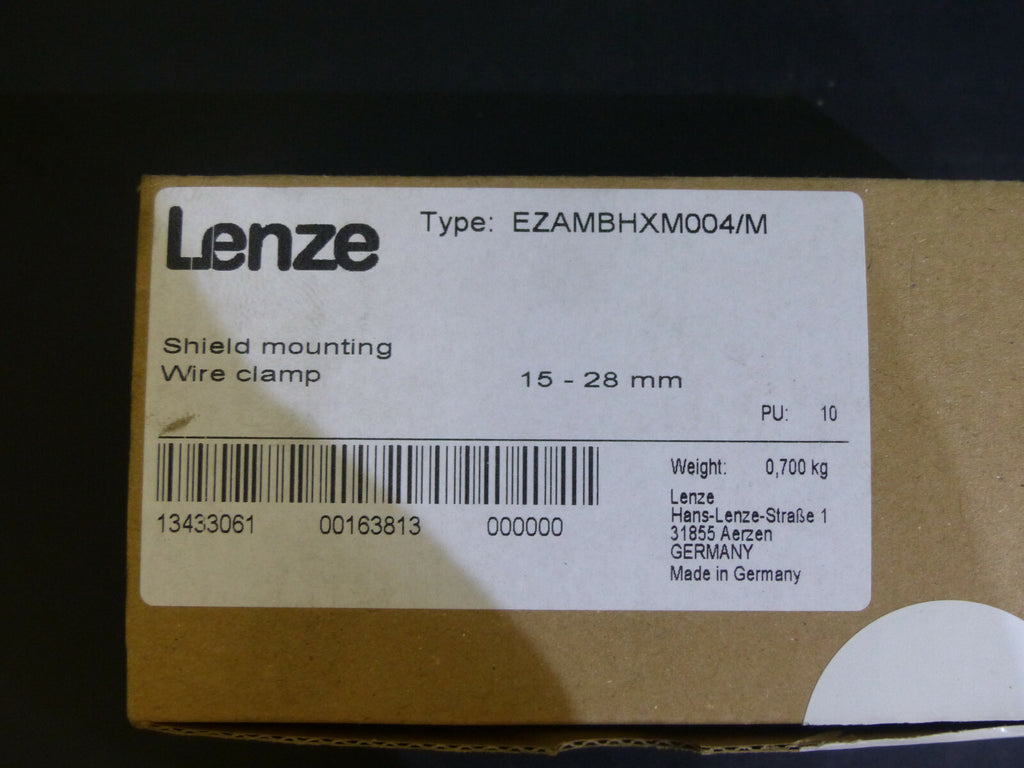 Lenze
Type: EZAMBHXM004/M
Shield mounting
Wire clamp
15 - 28 mm
PU: 10
13433061 00163813 000000
Weight: 0,700 kg
Lenze
Hans-Lenze-Straße 1
31855 Aerzen
GERMANY
Made in Germany